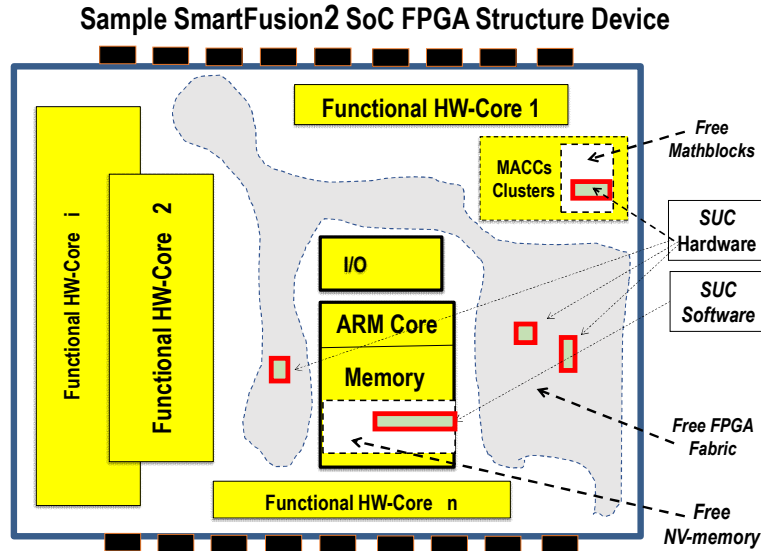 Sample SmartFusion2 SoC FPGA Structure Device
Functional HW-Core 1
Free
Mathblocks
MACCs
Clusters
SUC
Hardware
SUC
Software
I/O
ARM Core
Memory
Functional HW-Core i
Functional HW-Core 2
Free FPGA
Fabric
Functional HW-Core n
Free
NV-memory